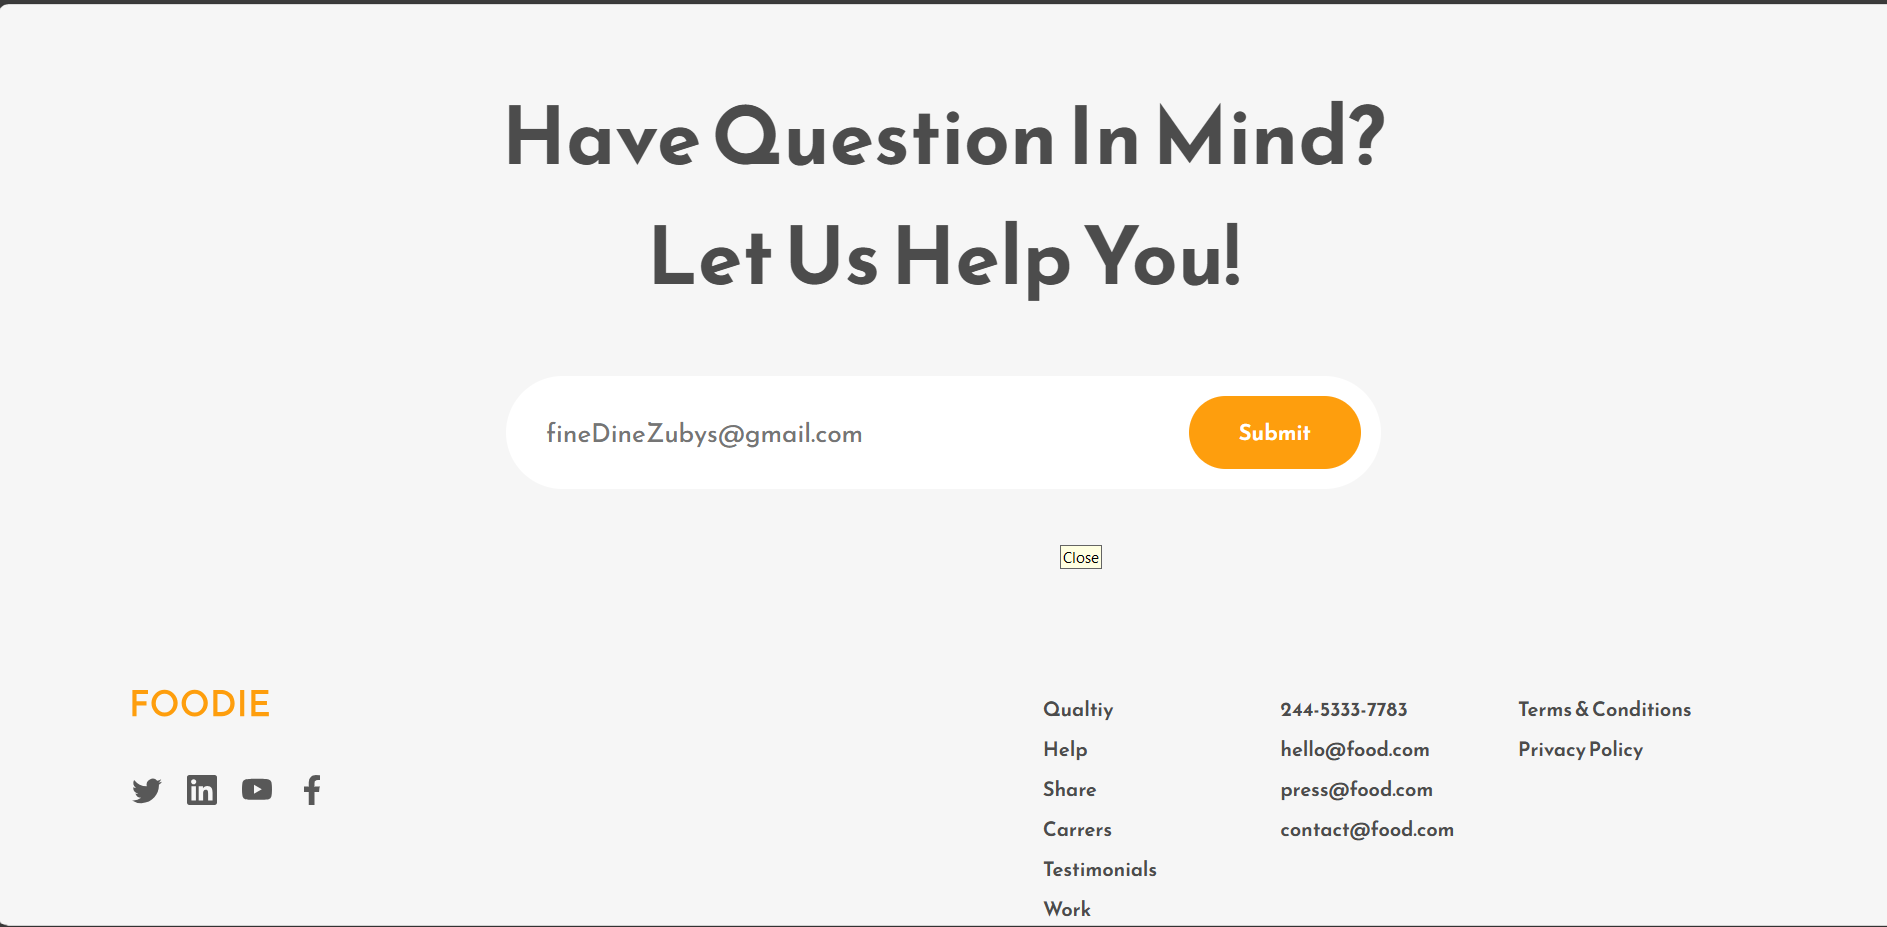 Have Question In Mind?
Let Us Help You!
fineDineZubys@gmail.com
Submit
Close
FOODIE
Qualtiy
Help
Share
Carrers
Testimonials
Work
244-5333-7783
hello@food.com
press@food.com
contact@food.com
Terms & Conditions
Privacy Policy